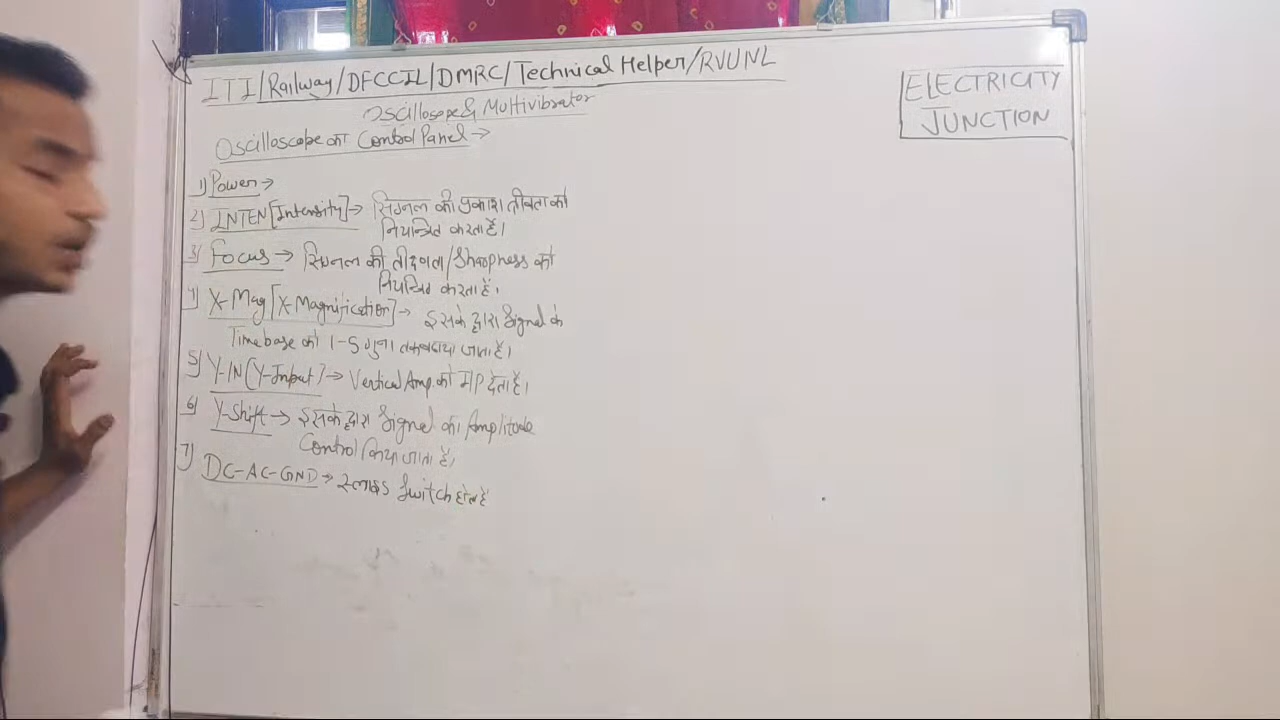 ITI/Railway/DFCCIL/DMRC/Technical Helper/RVUNL
ELECTRICITY
JUNCTION
Oscilloscope & Multivibrator
Oscilloscope का Control Panel →
1) Power →
2) INTEN [Intensity] → सिग्नल की प्रकाश तीव्रता को
नियन्त्रित करता है।
3) Focus → सिग्नल की तीक्ष्णता/Sharpness को
नियन्त्रित करता है।
4) X-Mag [X-Magnification] → इसके द्वारा Signal के
Timebase को 1-5 गुना तक बढाया जाता है।
5) Y-IN [Y-Input] → Vertical Amp. को I/P देता है।
6) Y-Shift → इसके द्वारा Signal का Amplitude
Control किया जाता है।
7) DC-AC-GND → स्लाइड Switch होता है